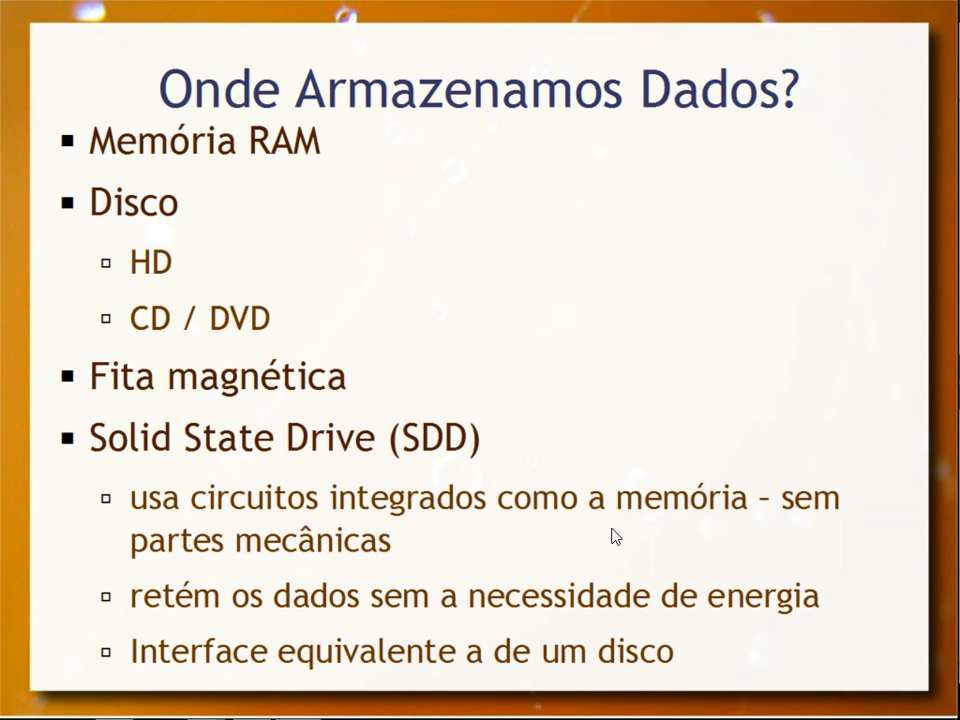 Onde Armazenamos Dados?
Memória RAM
Disco
HD
CD / DVD
Fita magnética
Solid State Drive (SDD)
usa circuitos integrados como a memória – sem
partes mecânicas
retém os dados sem a necessidade de energia
Interface equivalente a de um disco